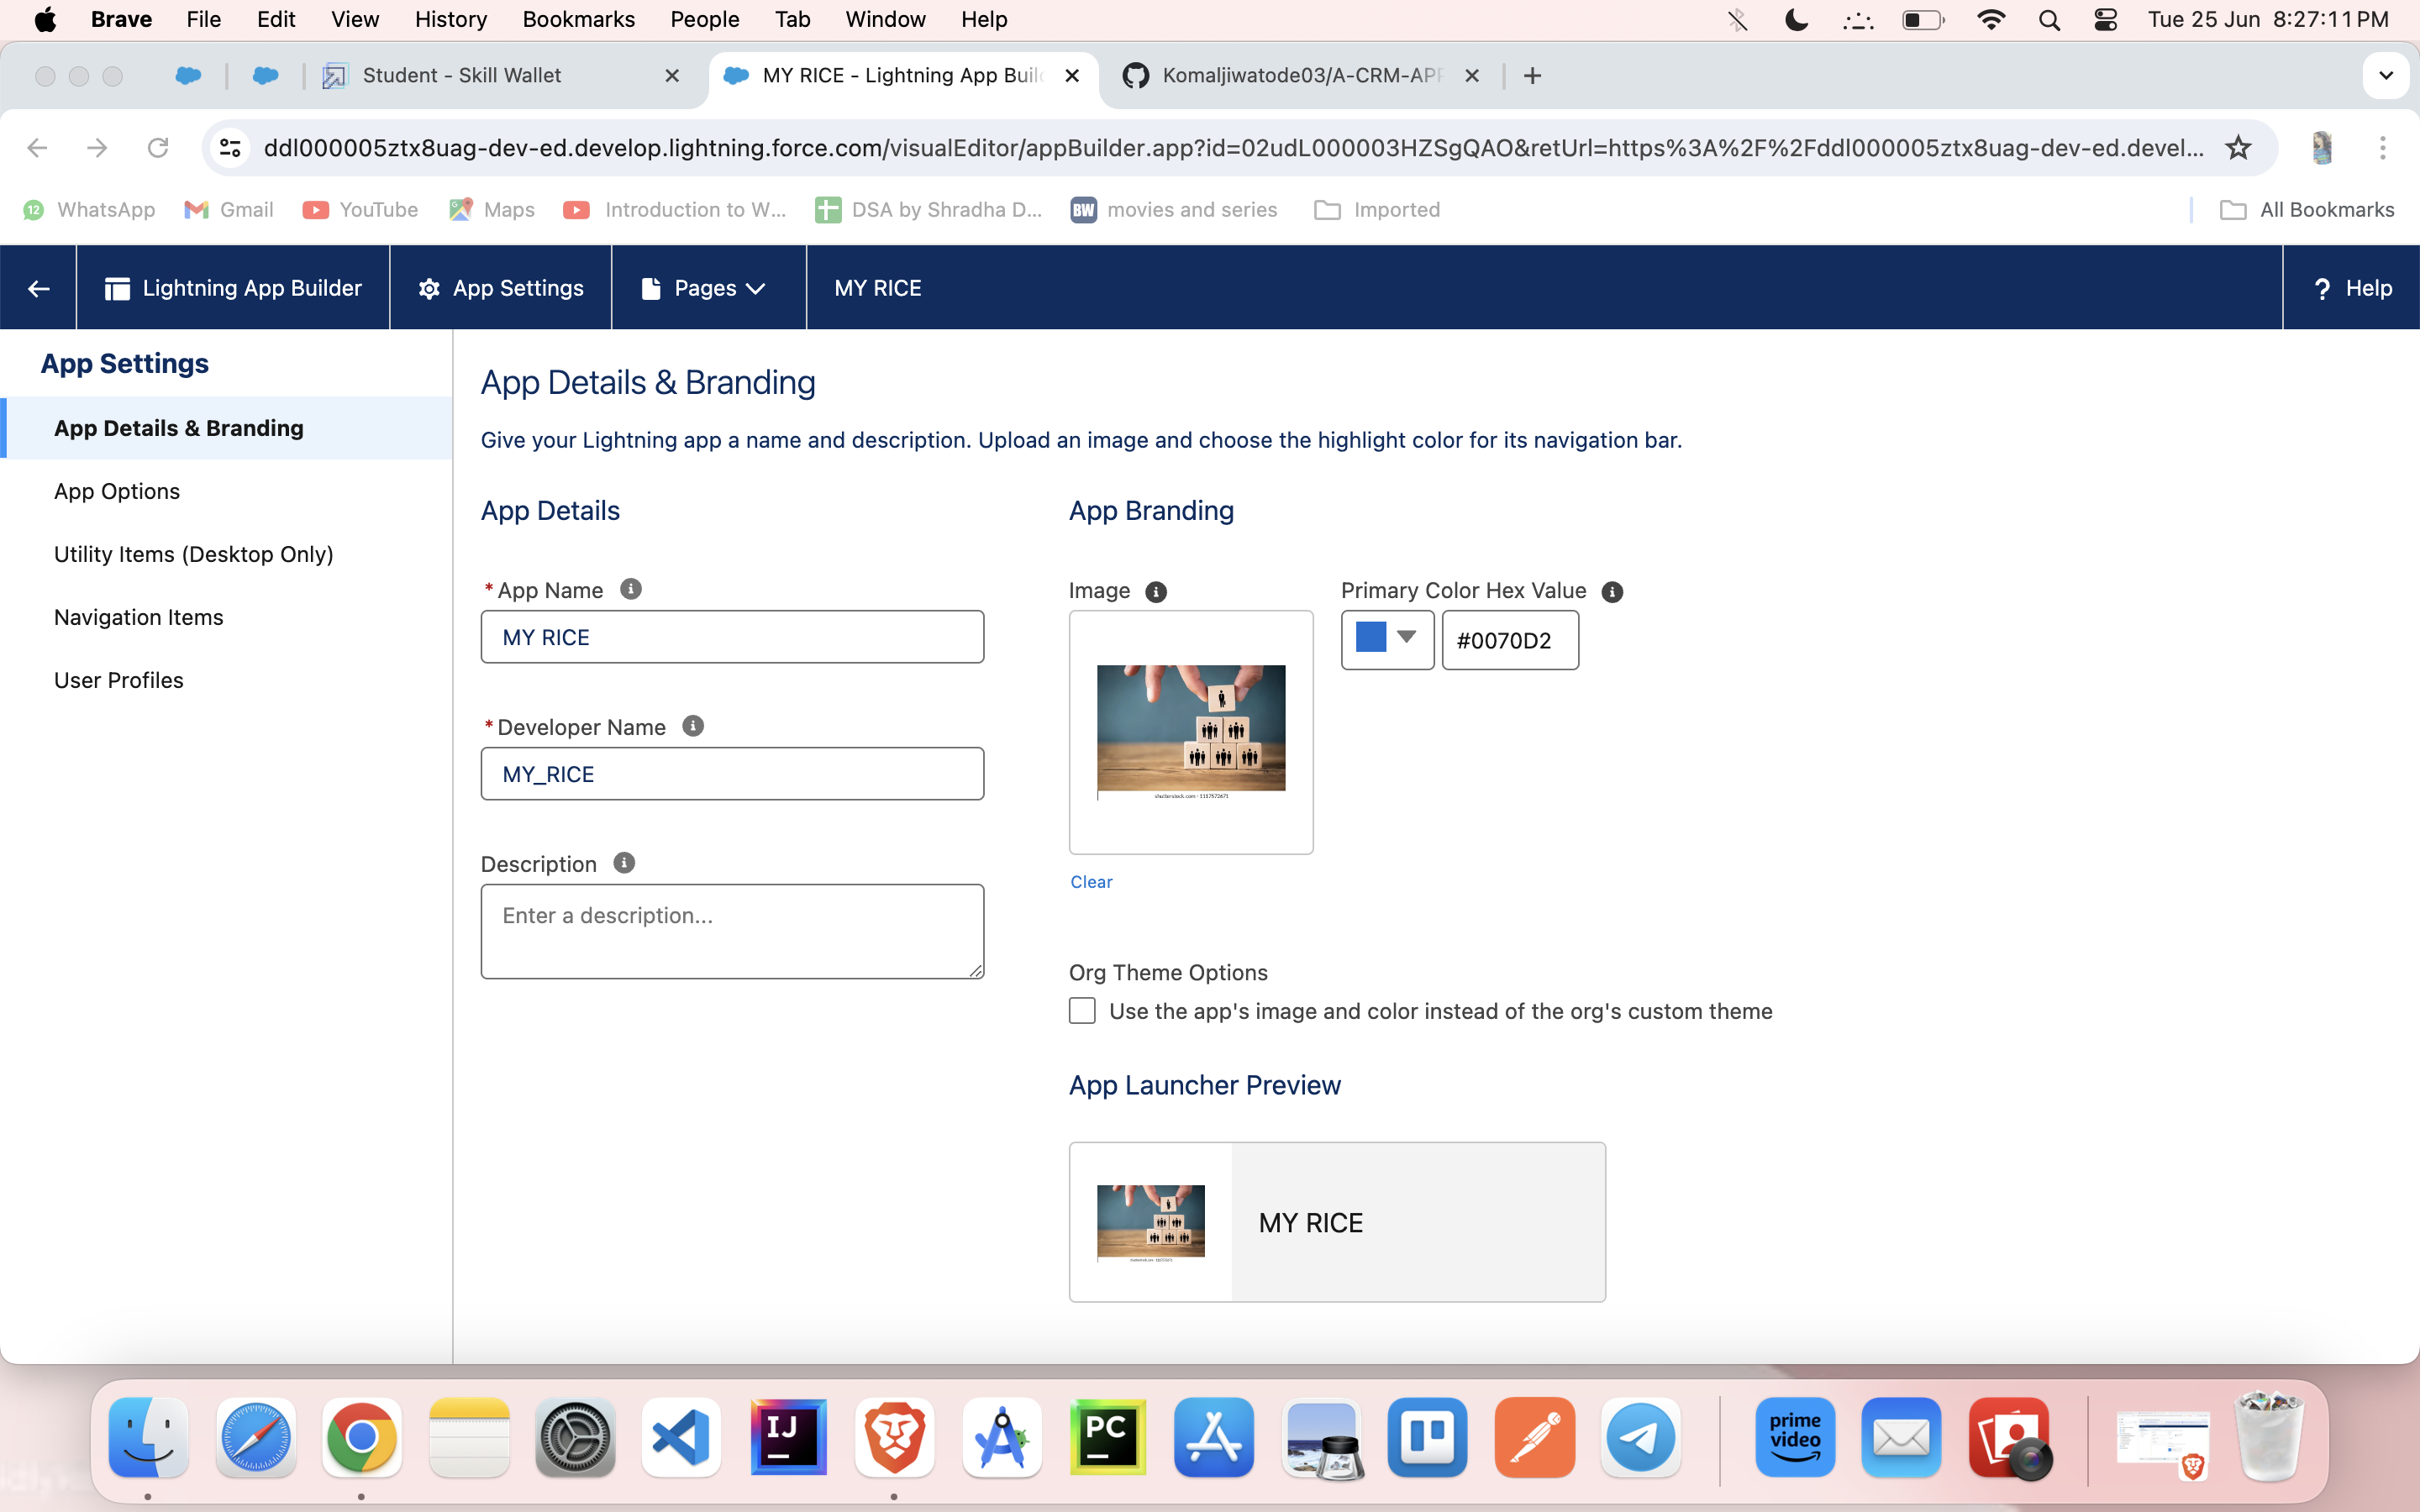 Brave File Edit View History Bookmarks People Tab Window Help Tue 25 Jun 8:27:11 PM
Student - Skill Wallet MY RICE - Lightning App Buil Komaljiwatode03/A-CRM-APP
ddl000005ztx8uag-dev-ed.develop.lightning.force.com/visualEditor/appBuilder.app?id=02udL000003HZSgQAO&retUrl=https%3A%2F%2Fddl000005ztx8uag-dev-ed.devel...
12 WhatsApp Gmail YouTube Maps Introduction to W... DSA by Shradha D... BW movies and series Imported All Bookmarks
Lightning App Builder App Settings Pages MY RICE ? Help
App Settings
App Details & Branding
App Options
Utility Items (Desktop Only)
Navigation Items
User Profiles
App Details & Branding
Give your Lightning app a name and description. Upload an image and choose the highlight color for its navigation bar.
App Details
*App Name
MY RICE
*Developer Name
MY_RICE
Description
Enter a description...
App Branding
Image Primary Color Hex Value
#0070D2
Clear
Org Theme Options
Use the app's image and color instead of the org's custom theme
App Launcher Preview
MY RICE
IJ
PC
prime
video